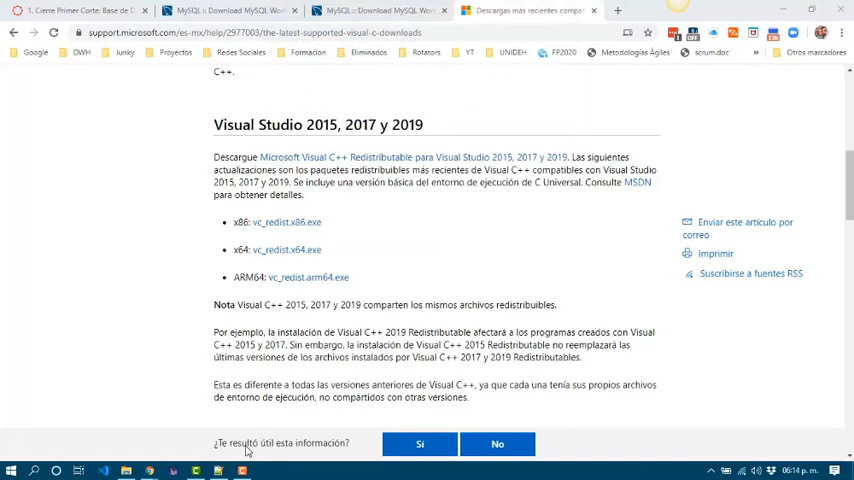 1. Cierre Primer Corte: Base de D
MySQL :: Download MySQL Work
MySQL :: Download MySQL Work
Descargas más recientes compat
support.microsoft.com/es-mx/help/2977003/the-latest-supported-visual-c-downloads
Google DWH Junky Proyectos Redes Sociales Formacion Eliminados Rotators YT UNIDEH FP2020 Metodologías Ágiles scrum.doc Otros marcadores
C++.
Visual Studio 2015, 2017 y 2019
Descargue Microsoft Visual C++ Redistributable para Visual Studio 2015, 2017 y 2019. Las siguientes
actualizaciones son los paquetes redistribuibles más recientes de Visual C++ compatibles con Visual Studio
2015, 2017 y 2019. Se incluye una versión básica del entorno de ejecución de C Universal. Consulte MSDN
para obtener detalles.
x86: vc_redist.x86.exe
x64: vc_redist.x64.exe
ARM64: vc_redist.arm64.exe
Enviar este artículo por
correo
Imprimir
Suscribirse a fuentes RSS
Nota Visual C++ 2015, 2017 y 2019 comparten los mismos archivos redistribuibles.
Por ejemplo, la instalación de Visual C++ 2019 Redistributable afectará a los programas creados con Visual
C++ 2015 y 2017. Sin embargo, la instalación de Visual C++ 2015 Redistributable no reemplazará las
últimas versiones de los archivos instalados por Visual C++ 2017 y 2019 Redistributables.
Esta es diferente a todas las versiones anteriores de Visual C++, ya que cada una tenía sus propios archivos
de entorno de ejecución, no compartidos con otras versiones.
¿Te resultó útil esta información?
Sí
No
06:14 p. m.